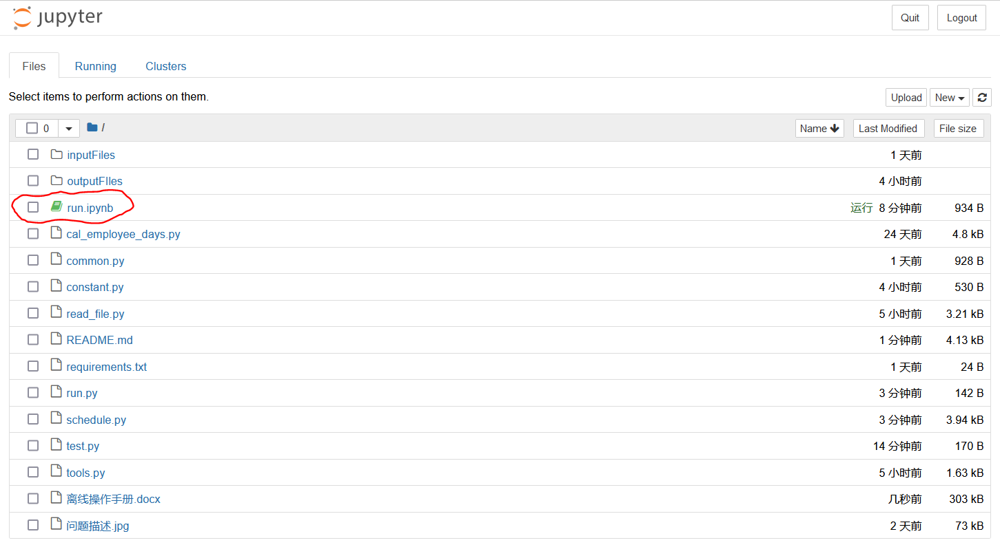 jupyter Quit Logout
Files Running Clusters
Select items to perform actions on them. Upload New
0 / Name Last Modified File size
inputFiles 1 天前
outputFIles 4 小时前
run.ipynb 运行 8 分钟前 934 B
cal_employee_days.py 24 天前 4.8 kB
common.py 1 天前 928 B
constant.py 4 小时前 530 B
read_file.py 5 小时前 3.21 kB
README.md 1 分钟前 4.13 kB
requirements.txt 1 天前 24 B
run.py 3 分钟前 142 B
schedule.py 3 分钟前 3.94 kB
test.py 14 分钟前 170 B
tools.py 5 小时前 1.63 kB
离线操作手册.docx 几秒前 303 kB
问题描述.jpg 2 天前 73 kB